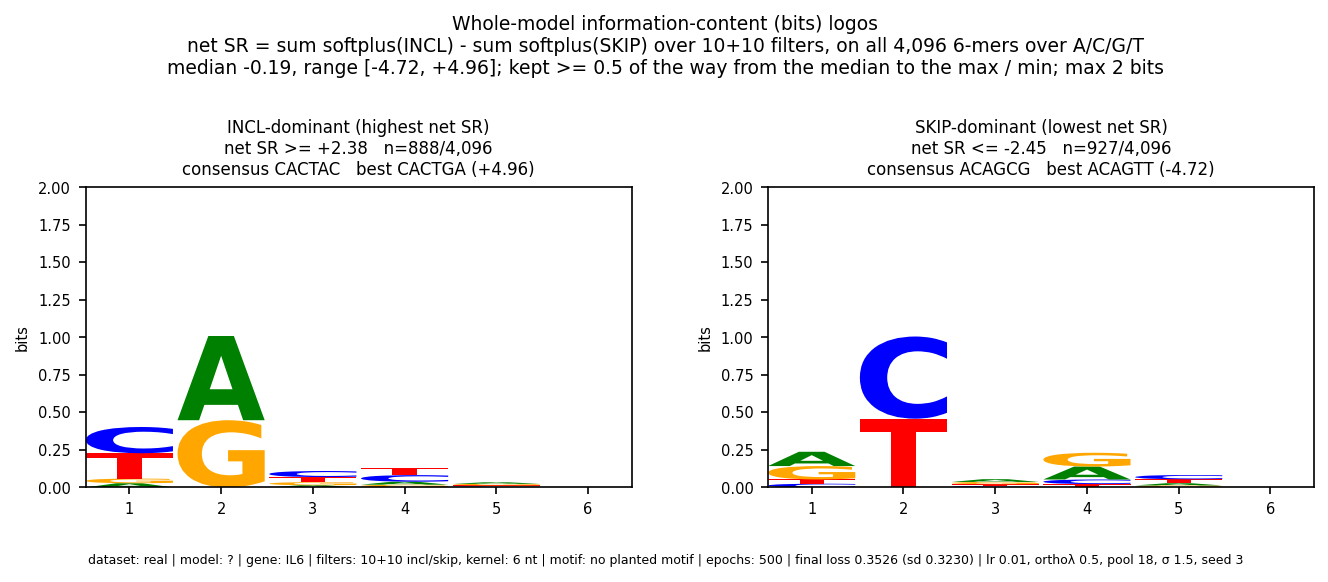 Whole-model information-content (bits) logos
net SR = sum softplus(INCL) - sum softplus(SKIP) over 10+10 filters, on all 4,096 6-mers over A/C/G/T
median -0.19, range [-4.72, +4.96]; kept >= 0.5 of the way from the median to the max / min; max 2 bits
INCL-dominant (highest net SR)
net SR >= +2.38   n=888/4,096
consensus CACTAC   best CACTGA (+4.96)
2.00
1.75
1.50
1.25
1.00
0.75
0.50
0.25
0.00
bits
1 2 3 4 5 6
SKIP-dominant (lowest net SR)
net SR <= -2.45   n=927/4,096
consensus ACAGCG   best ACAGTT (-4.72)
2.00
1.75
1.50
1.25
1.00
0.75
0.50
0.25
0.00
bits
1 2 3 4 5 6
dataset: real | model: ? | gene: IL6 | filters: 10+10 incl/skip, kernel: 6 nt | motif: no planted motif | epochs: 500 | final loss 0.3526 (sd 0.3230) | lr 0.01, orthoλ 0.5, pool 18, σ 1.5, seed 3